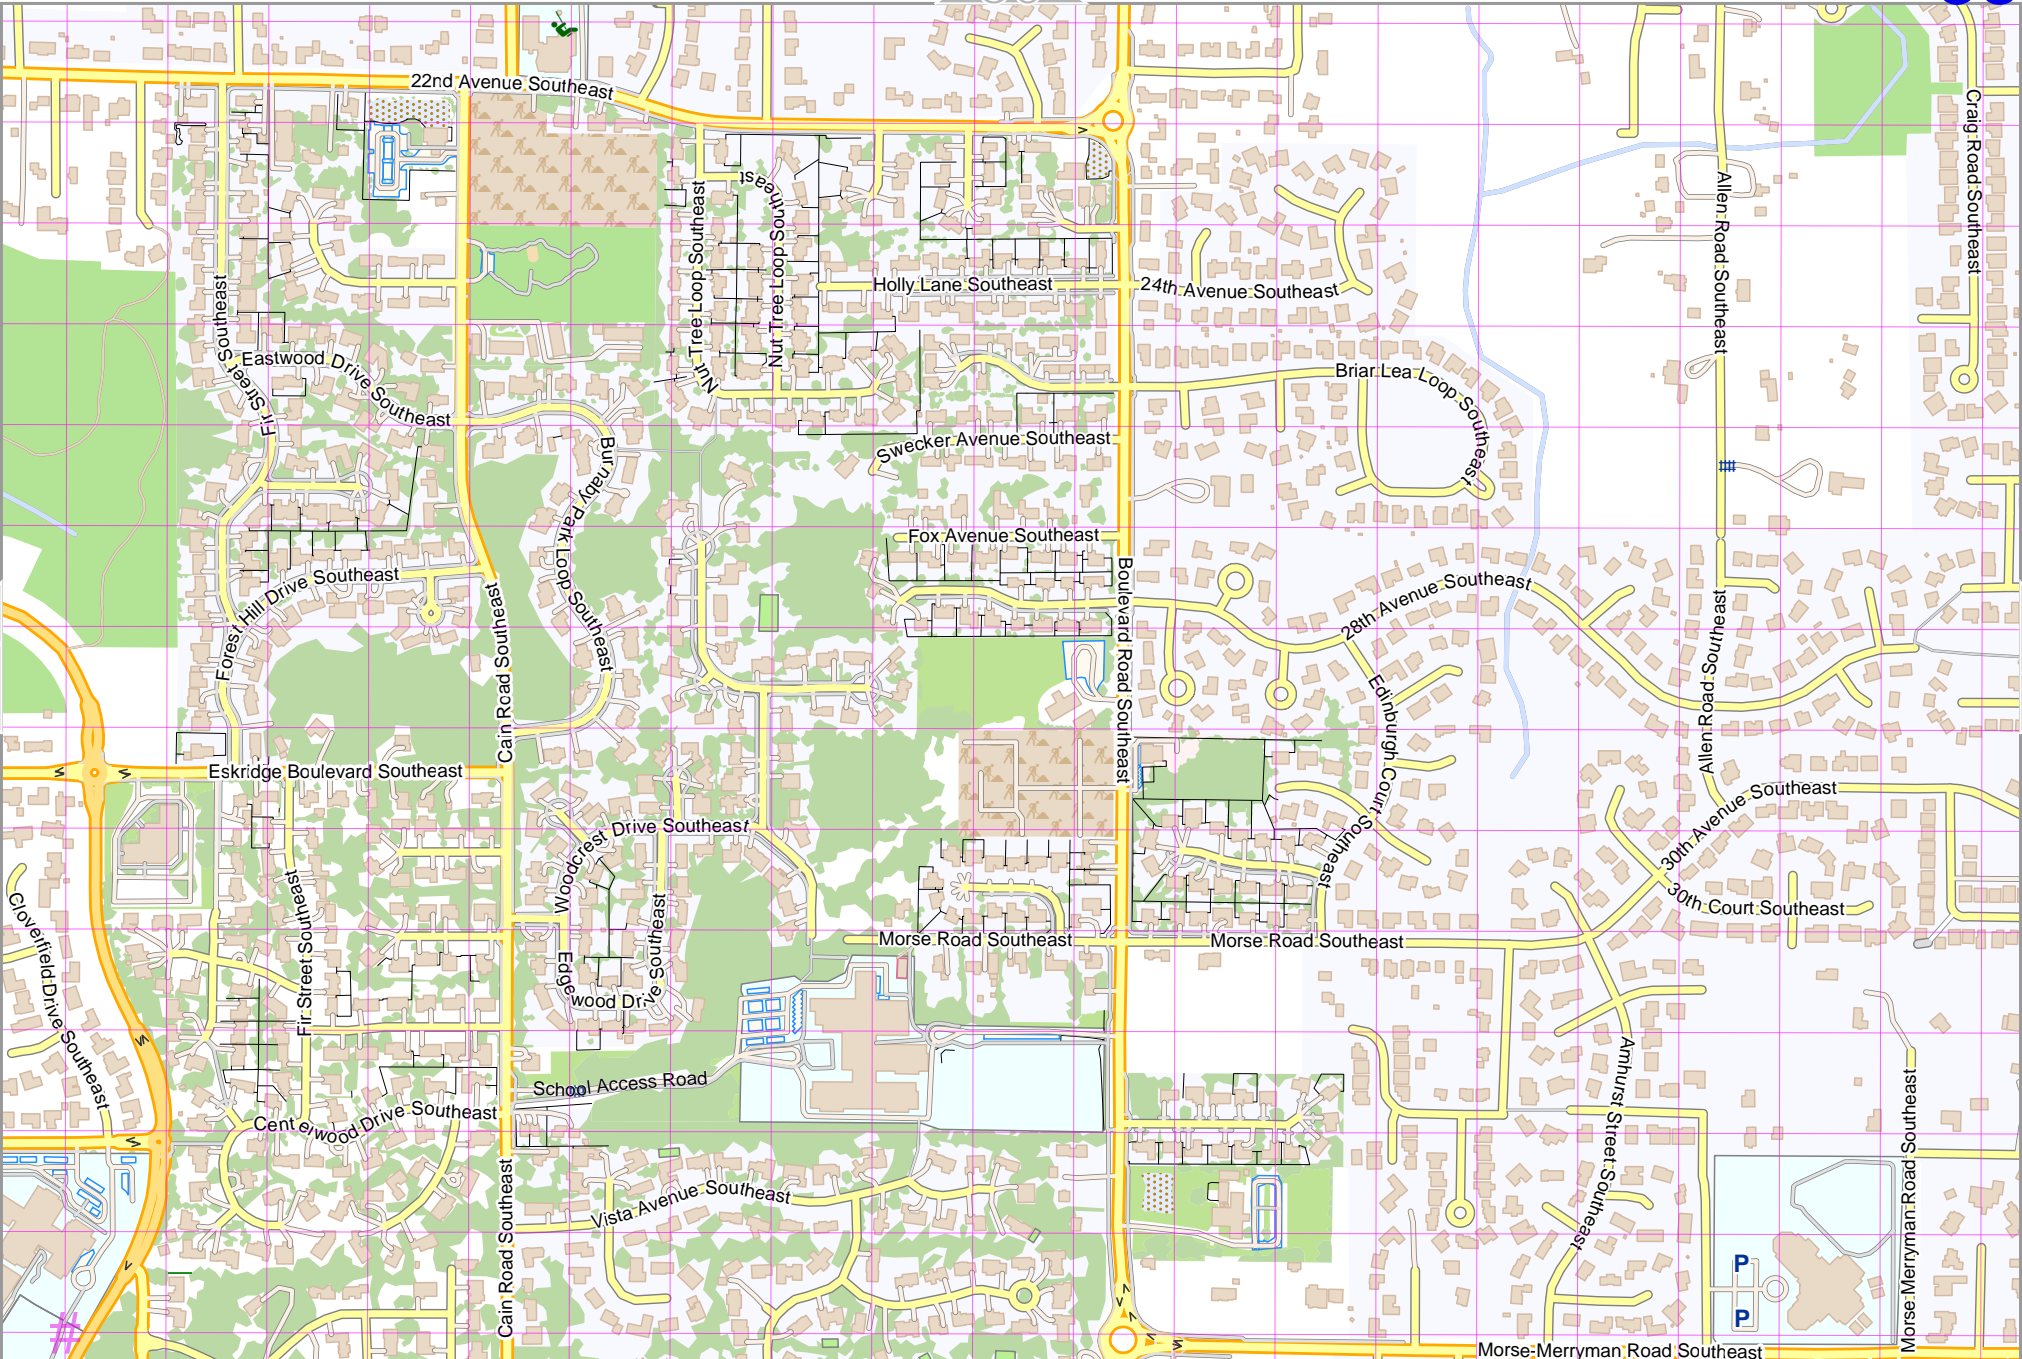 22nd Avenue Southeast
Craig Road Southeast
Allen Road Southeast
Nut Tree Loop Southeast
Nut Tree Loop Southeast
Fir Street Southeast
Holly Lane Southeast
24th Avenue Southeast
Eastwood Drive Southeast
Briar Lea Loop Southeast
Swecker Avenue Southeast
Burnaby Park Loop Southeast
Fox Avenue Southeast
Forest Hill Drive Southeast
28th Avenue Southeast
Cain Road Southeast
Boulevard Road Southeast
Allen Road Southeast
Edinburgh Court Southeast
Eskridge Boulevard Southeast
30th Avenue Southeast
Woodcrest Drive Southeast
30th Court Southeast
Cloverfield Drive Southeast
Fir Street Southeast
Morse Road Southeast
Morse Road Southeast
Edgewood Drive Southeast
School Access Road
Centerwood Drive Southeast
Amhurst Street Southeast
Morse-Merryman Road Southeast
Vista Avenue Southeast
Cain Road Southeast
P
P
#
Morse-Merryman Road Southeast